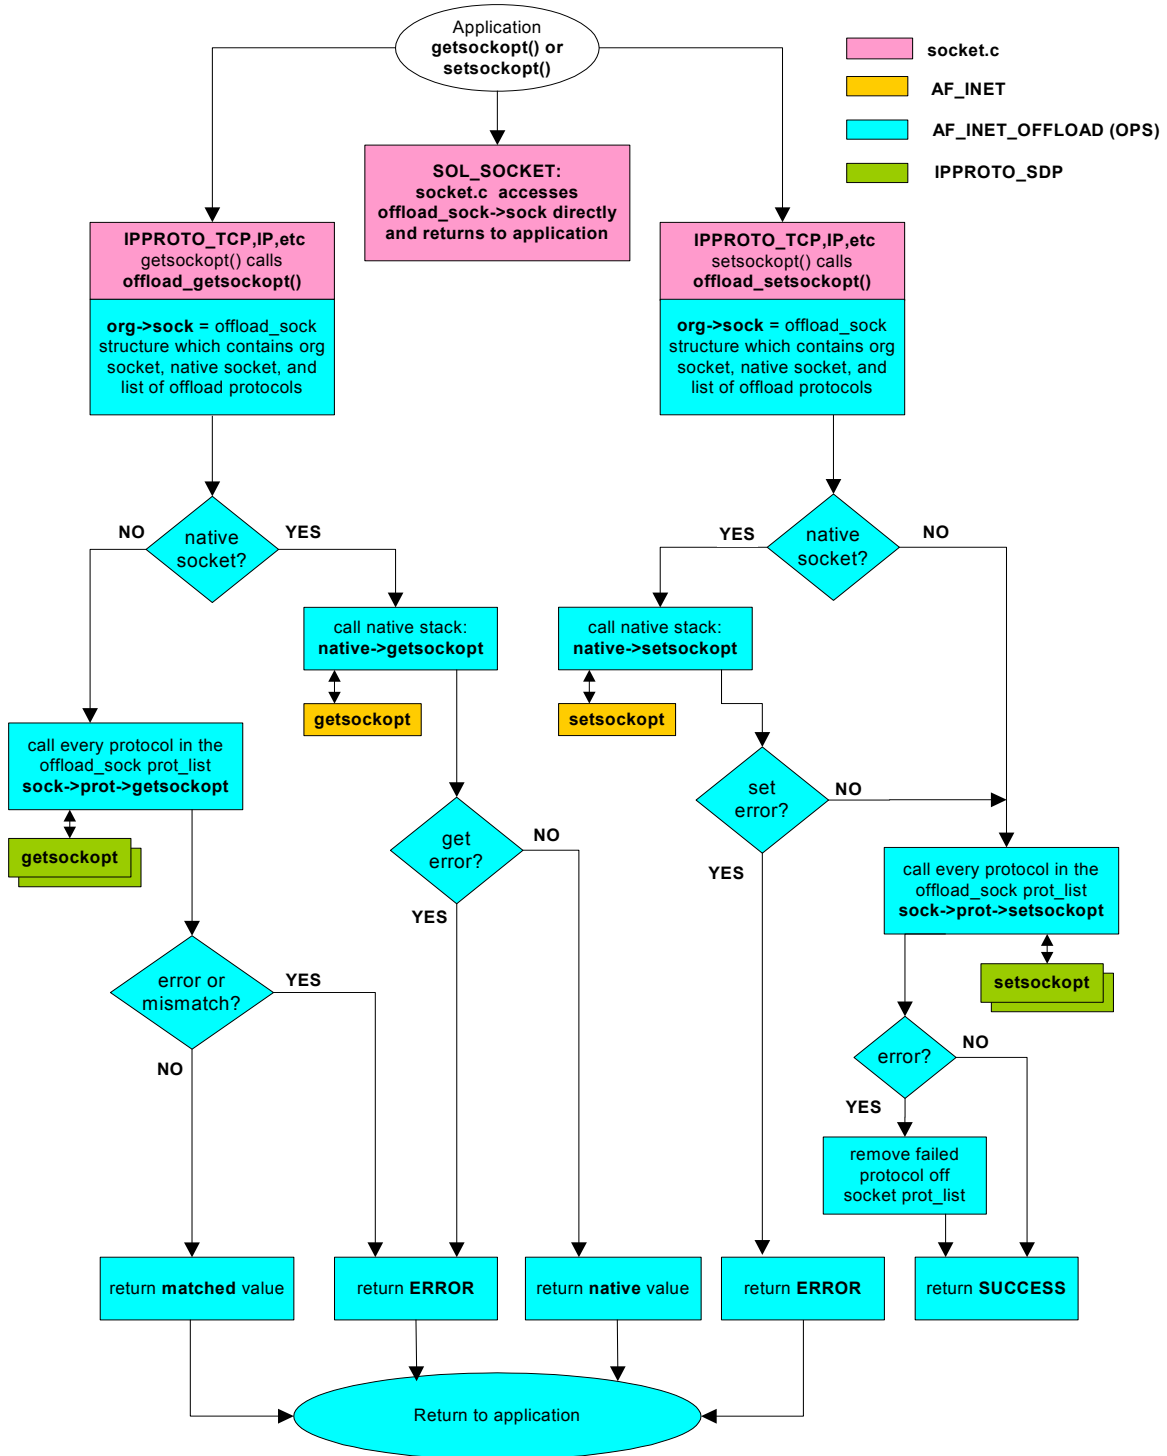 Application
getsockopt() or
setsockopt()
socket.c
AF_INET
AF_INET_OFFLOAD (OPS)
IPPROTO_SDP
SOL_SOCKET:
socket.c accesses
offload_sock->sock directly
and returns to application
IPPROTO_TCP,IP,etc
getsockopt() calls
offload_getsockopt()
org->sock = offload_sock
structure which contains org
socket, native socket, and
list of offload protocols
IPPROTO_TCP,IP,etc
setsockopt() calls
offload_setsockopt()
org->sock = offload_sock
structure which contains org
socket, native socket, and
list of offload protocols
NO
native
socket?
YES
YES
native
socket?
NO
call native stack:
native->getsockopt
getsockopt
call native stack:
native->setsockopt
setsockopt
call every protocol in the
offload_sock prot_list
sock->prot->getsockopt
getsockopt
get
error?
NO
YES
set
error?
NO
YES
call every protocol in the
offload_sock prot_list
sock->prot->setsockopt
setsockopt
error or
mismatch?
YES
NO
error?
NO
YES
remove failed
protocol off
socket prot_list
return matched value
return ERROR
return native value
return ERROR
return SUCCESS
Return to application